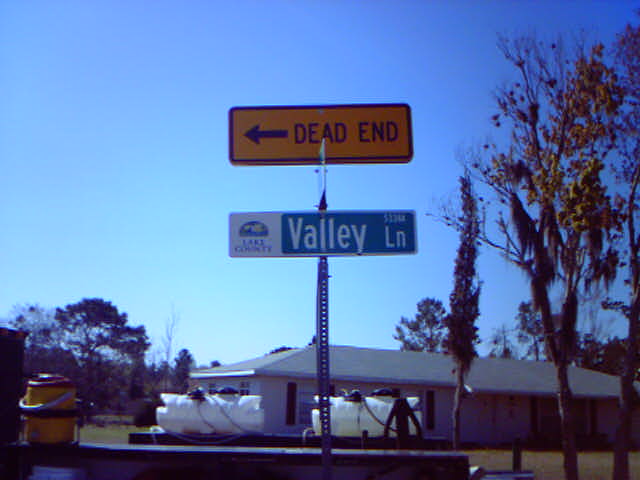 DEAD END
LAKE COUNTY
Valley Ln